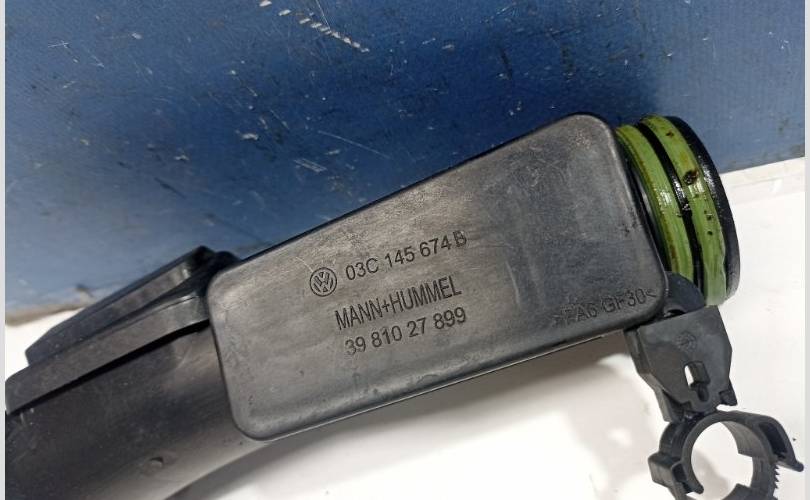 03C 145 674 B
MANN+HUMMEL
39 810 27 899
>PA6 GF30<